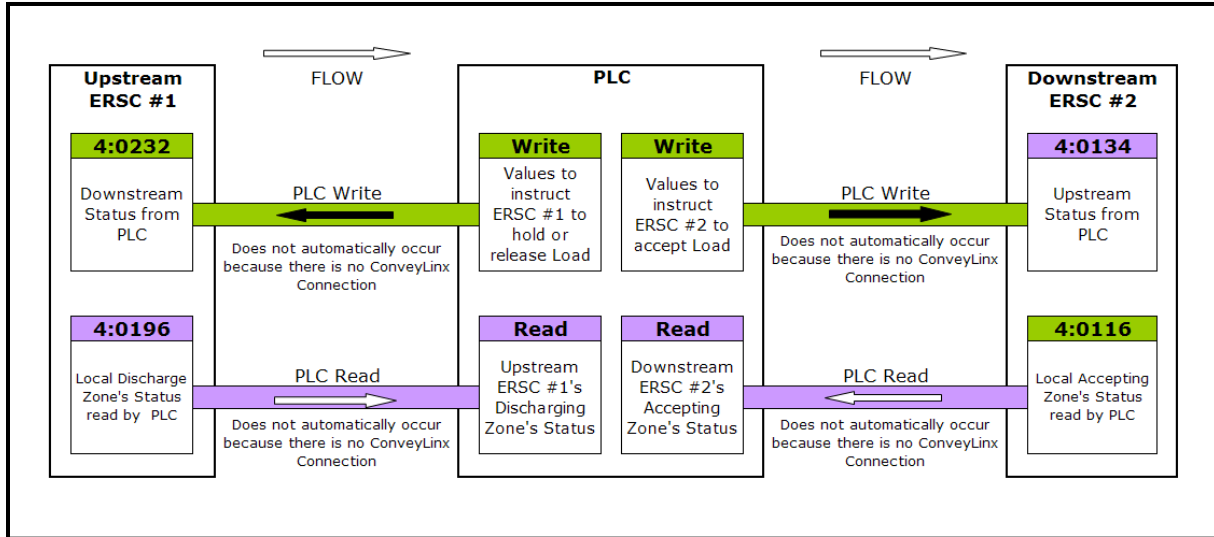 FLOW
FLOW
Upstream
ERSC #1
4:0232
Downstream
Status from
PLC
4:0196
Local Discharge
Zone's Status
read by PLC
PLC Write
Does not automatically occur
because there is no ConveyLinx
Connection
PLC Read
Does not automatically occur
because there is no ConveyLinx
Connection
PLC
Write
Values to
instruct
ERSC #1 to
hold or
release Load
Write
Values to
instruct
ERSC #2 to
accept Load
Read
Upstream
ERSC #1's
Discharging
Zone's Status
Read
Downstream
ERSC #2's
Accepting
Zone's Status
PLC Write
Does not automatically occur
because there is no ConveyLinx
Connection
PLC Read
Does not automatically occur
because there is no ConveyLinx
Connection
Downstream
ERSC #2
4:0134
Upstream
Status from
PLC
4:0116
Local Accepting
Zone's Status
read by PLC